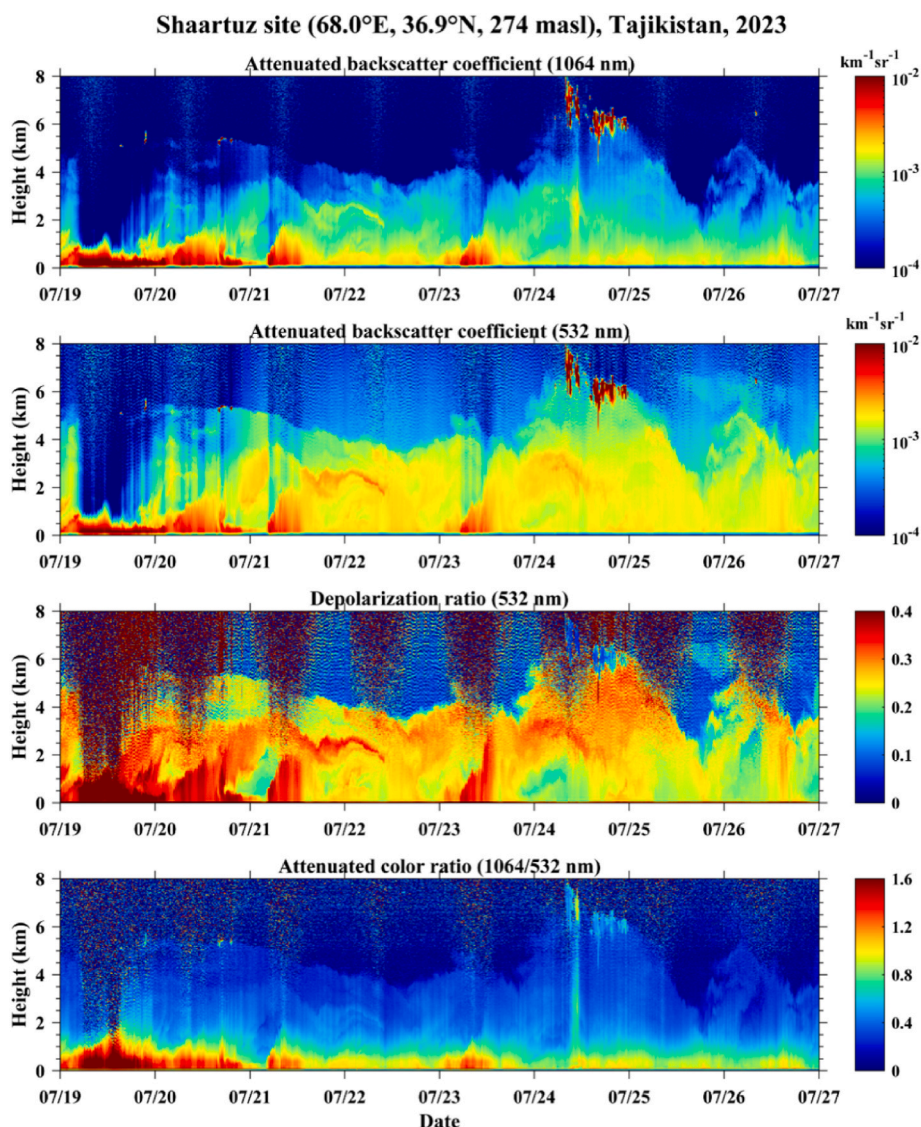 Shaartuz site (68.0°E, 36.9°N, 274 masl), Tajikistan, 2023
Attenuated backscatter coefficient (1064 nm)
km⁻¹sr⁻¹
Height (km)
8
6
4
2
0
10⁻²
10⁻³
10⁻⁴
07/19 07/20 07/21 07/22 07/23 07/24 07/25 07/26 07/27
Attenuated backscatter coefficient (532 nm)
km⁻¹sr⁻¹
Height (km)
8
6
4
2
0
10⁻²
10⁻³
10⁻⁴
07/19 07/20 07/21 07/22 07/23 07/24 07/25 07/26 07/27
Depolarization ratio (532 nm)
Height (km)
8
6
4
2
0
0.4
0.3
0.2
0.1
0
07/19 07/20 07/21 07/22 07/23 07/24 07/25 07/26 07/27
Attenuated color ratio (1064/532 nm)
Height (km)
8
6
4
2
0
1.6
1.2
0.8
0.4
0
07/19 07/20 07/21 07/22 07/23 07/24 07/25 07/26 07/27
Date